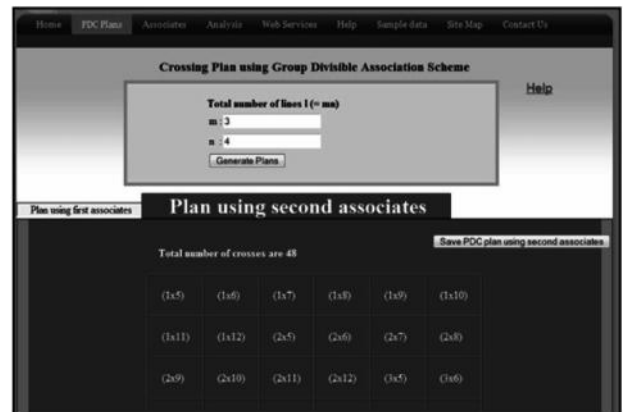 Home PDC Plans Associates Analysis Web Services Help Sample data Site Map Contact Us
Crossing Plan using Group Divisible Association Scheme
Help
Total number of lines l (= mn)
m : 3
n : 4
Generate Plans
Plan using first associates Plan using second associates
Save PDC plan using second associates
Total number of crosses are 48
(1x5) (1x6) (1x7) (1x8) (1x9) (1x10)
(1x11) (1x12) (2x5) (2x6) (2x7) (2x8)
(2x9) (2x10) (2x11) (2x12) (3x5) (3x6)